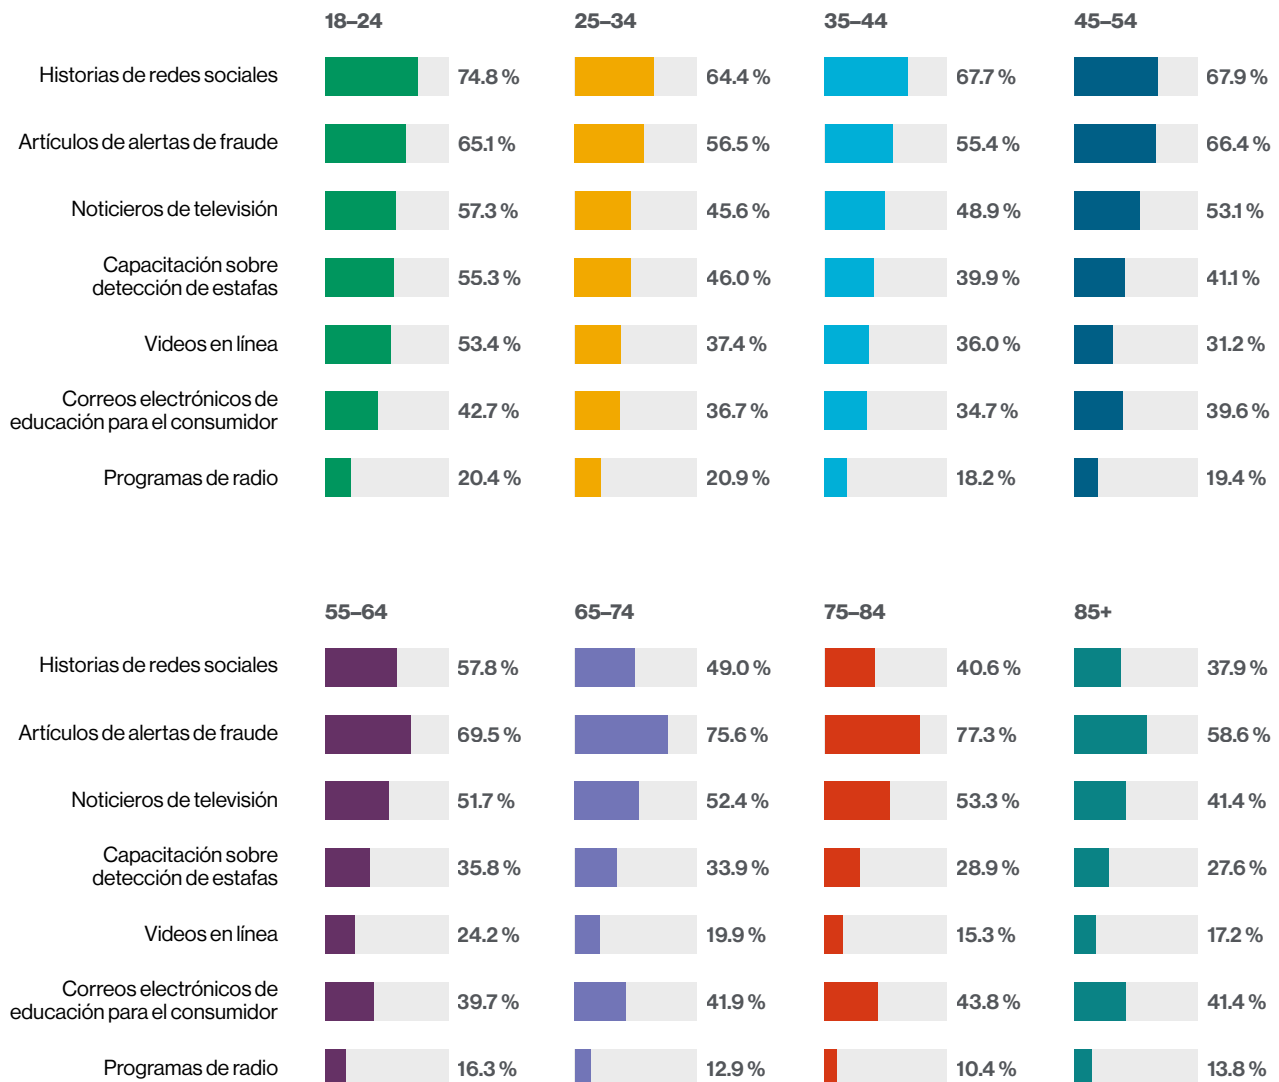 18–24 25–34 35–44 45–54
Historias de redes sociales 74.8 % 64.4 % 67.7 % 67.9 %
Artículos de alertas de fraude 65.1 % 56.5 % 55.4 % 66.4 %
Noticieros de televisión 57.3 % 45.6 % 48.9 % 53.1 %
Capacitación sobre
detección de estafas 55.3 % 46.0 % 39.9 % 41.1 %
Videos en línea 53.4 % 37.4 % 36.0 % 31.2 %
Correos electrónicos de
educación para el consumidor 42.7 % 36.7 % 34.7 % 39.6 %
Programas de radio 20.4 % 20.9 % 18.2 % 19.4 %
55–64 65–74 75–84 85+
Historias de redes sociales 57.8 % 49.0 % 40.6 % 37.9 %
Artículos de alertas de fraude 69.5 % 75.6 % 77.3 % 58.6 %
Noticieros de televisión 51.7 % 52.4 % 53.3 % 41.4 %
Capacitación sobre
detección de estafas 35.8 % 33.9 % 28.9 % 27.6 %
Videos en línea 24.2 % 19.9 % 15.3 % 17.2 %
Correos electrónicos de
educación para el consumidor 39.7 % 41.9 % 43.8 % 41.4 %
Programas de radio 16.3 % 12.9 % 10.4 % 13.8 %